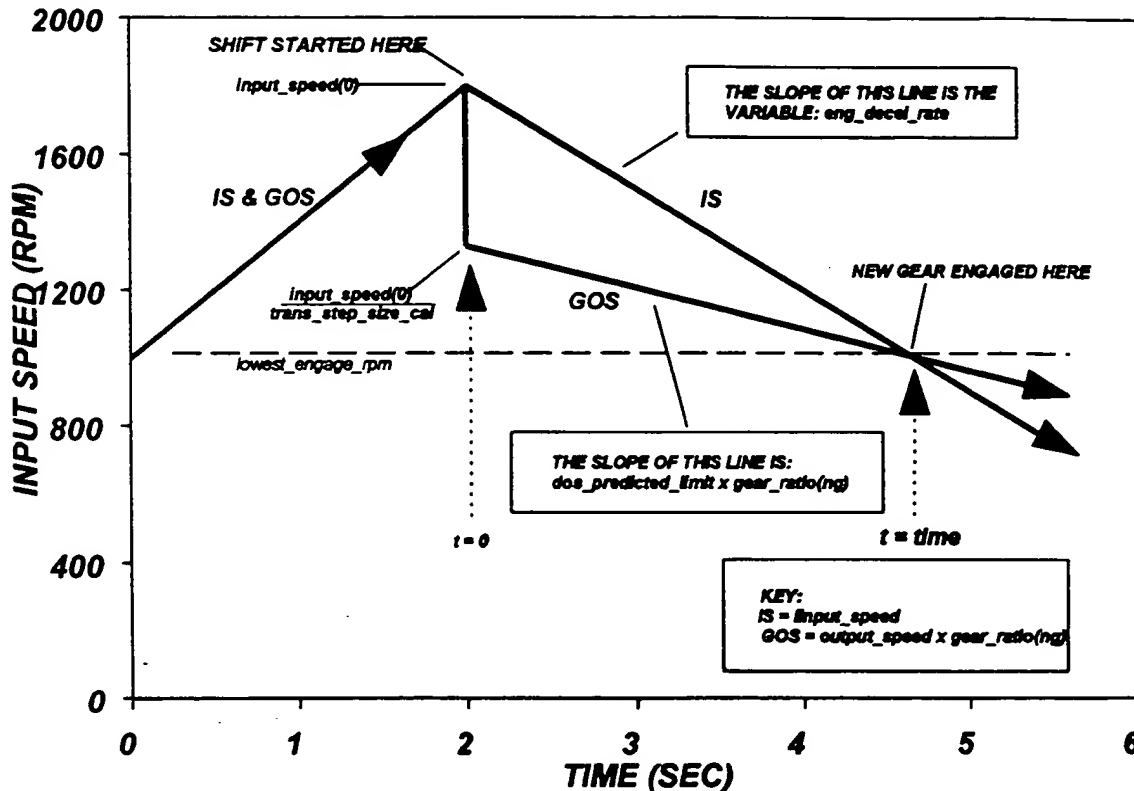 2000
SHIFT STARTED HERE
input_speed(0)
THE SLOPE OF THIS LINE IS THE
VARIABLE: eng_decel_rate
1600
IS & GOS
IS
INPUT SPEED (RPM)
1200
NEW GEAR ENGAGED HERE
input_speed(0)
trans_step_size_cal
GOS
lowest_engage_rpm
800
THE SLOPE OF THIS LINE IS:
dos_predicted_limit x gear_ratio(ng)
t = 0
t = time
400
KEY:
IS = iinput_speed
GOS = output_speed x gear_ratio(ng)
0
0 1 2 3 4 5 6
TIME (SEC)